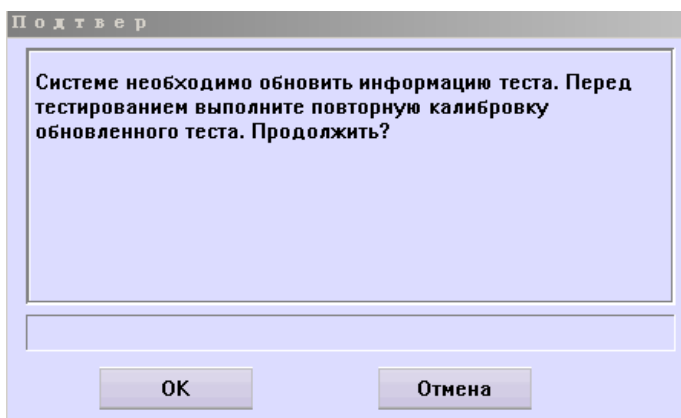 Подтвер
Системе необходимо обновить информацию теста. Перед
тестированием выполните повторную калибровку
обновленного теста. Продолжить?
OK
Отмена